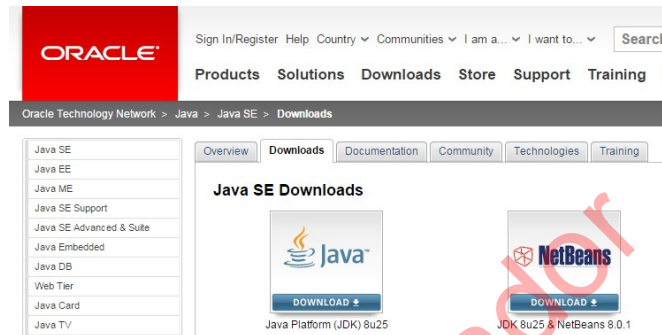 ORACLE
Sign In/Register Help Country Communities I am a... I want to...
Products Solutions Downloads Store Support Training
Oracle Technology Network > Java > Java SE > Downloads
Java SE
Java EE
Java ME
Java SE Support
Java SE Advanced & Suite
Java Embedded
Java DB
Web Tier
Java Card
Java TV
Overview Downloads Documentation Community Technologies Training
Java SE Downloads
Java™
DOWNLOAD
Java Platform (JDK) 8u25
NetBeans
DOWNLOAD
JDK 8u25 & NetBeans 8.0.1